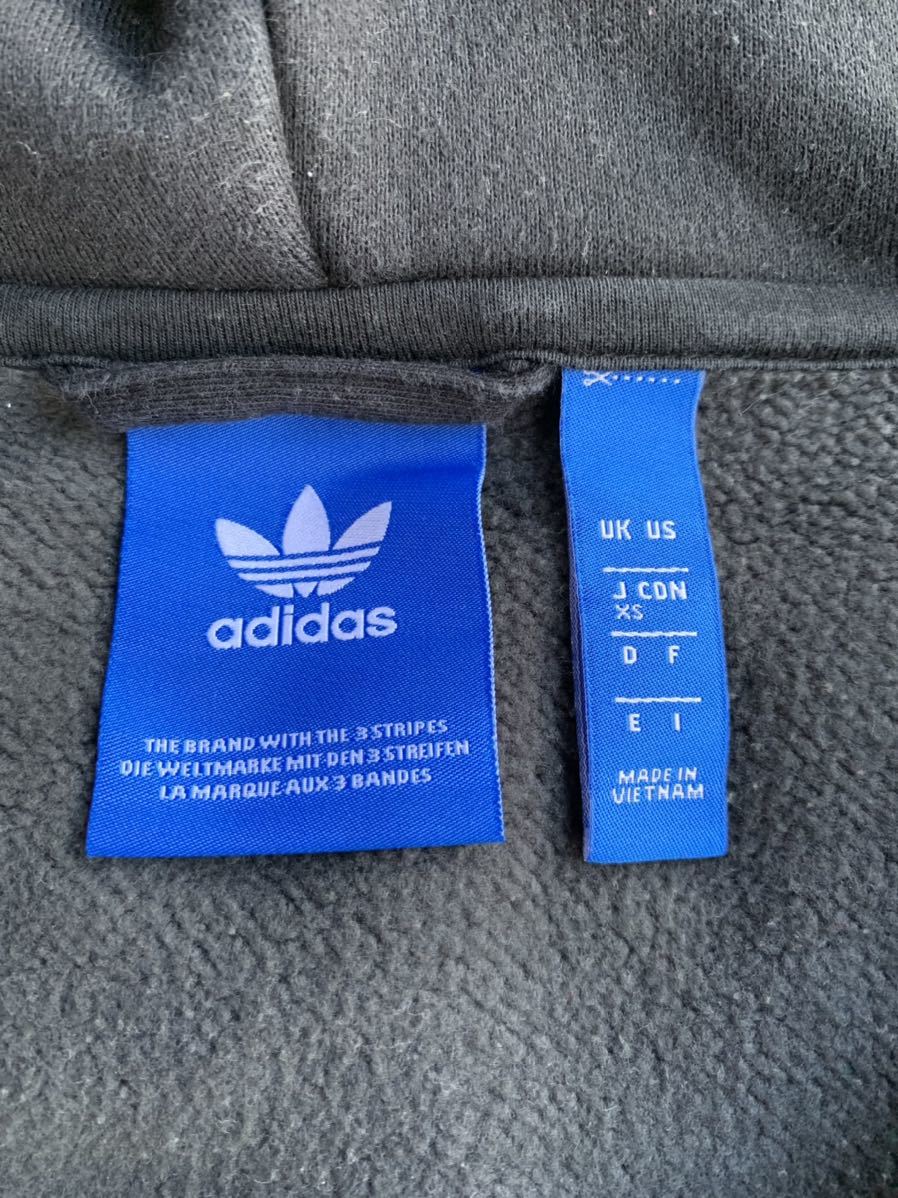 adidas
THE BRAND WITH THE 3 STRIPES
DIE WELTMARKE MIT DEN 3 STREIFEN
LA MARQUE AUX 3 BANDES
UK US
J CDN
XS
D F
E I
MADE IN
VIETNAM